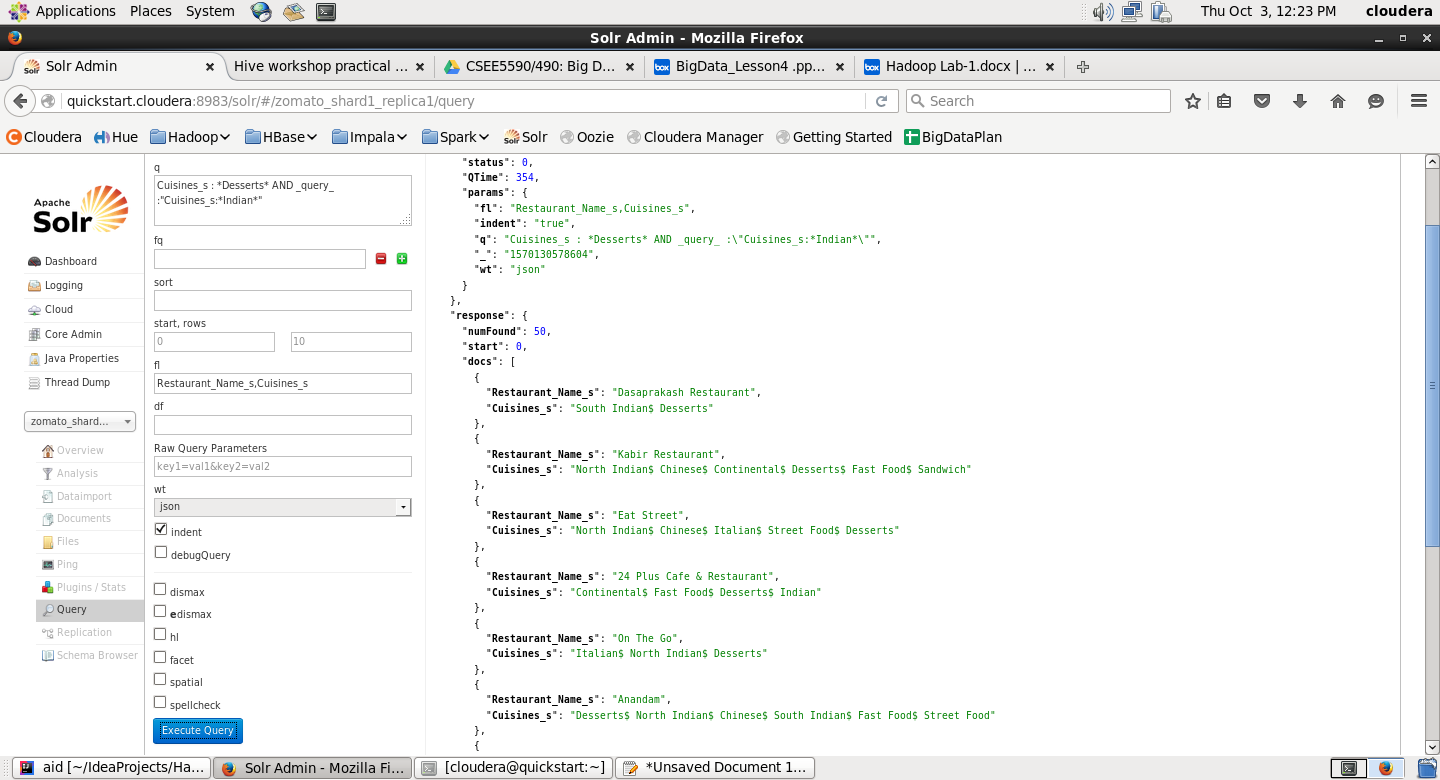 Applications Places System Thu Oct 3, 12:23 PM cloudera
Solr Admin - Mozilla Firefox
Solr Admin
Hive workshop practical ...
CSEE5590/490: Big D...
BigData_Lesson4 .pp...
Hadoop Lab-1.docx | ...
quickstart.cloudera:8983/solr/#/zomato_shard1_replica1/query
Search
Cloudera Hue Hadoop HBase Impala Spark Solr Oozie Cloudera Manager Getting Started BigDataPlan
Apache
Solr
Dashboard
Logging
Cloud
Core Admin
Java Properties
Thread Dump
zomato_shard...
Overview
Analysis
Dataimport
Documents
Files
Ping
Plugins / Stats
Query
Replication
Schema Browser
q
Cuisines_s : *Desserts* AND _query_
:"Cuisines_s:*Indian*"
fq
sort
start, rows
0 10
fl
Restaurant_Name_s,Cuisines_s
df
Raw Query Parameters
key1=val1&key2=val2
wt
json
indent
debugQuery
dismax
edismax
hl
facet
spatial
spellcheck
Execute Query
"status": 0,
"QTime": 354,
"params": {
"fl": "Restaurant_Name_s,Cuisines_s",
"indent": "true",
"q": "Cuisines_s : *Desserts* AND _query_ :\"Cuisines_s:*Indian*\"",
"_": "1570130578604",
"wt": "json"
}
},
"response": {
"numFound": 50,
"start": 0,
"docs": [
{
"Restaurant_Name_s": "Dasaprakash Restaurant",
"Cuisines_s": "South Indian$ Desserts"
},
{
"Restaurant_Name_s": "Kabir Restaurant",
"Cuisines_s": "North Indian$ Chinese$ Continental$ Desserts$ Fast Food$ Sandwich"
},
{
"Restaurant_Name_s": "Eat Street",
"Cuisines_s": "North Indian$ Chinese$ Italian$ Street Food$ Desserts"
},
{
"Restaurant_Name_s": "24 Plus Cafe & Restaurant",
"Cuisines_s": "Continental$ Fast Food$ Desserts$ Indian"
},
{
"Restaurant_Name_s": "On The Go",
"Cuisines_s": "Italian$ North Indian$ Desserts"
},
{
"Restaurant_Name_s": "Anandam",
"Cuisines_s": "Desserts$ North Indian$ Chinese$ South Indian$ Fast Food$ Street Food"
},
{
aid [~/IdeaProjects/Ha...
Solr Admin - Mozilla Fi...
[cloudera@quickstart:~]
*Unsaved Document 1...